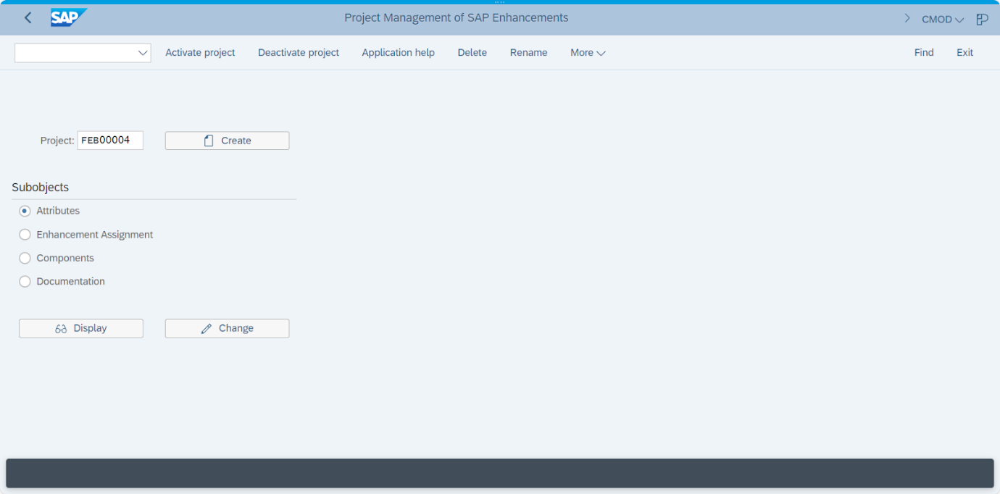 SAP Project Management of SAP Enhancements CMOD
Activate project Deactivate project Application help Delete Rename More Find Exit
Project: FEB00004 Create
Subobjects
Attributes
Enhancement Assignment
Components
Documentation
Display Change